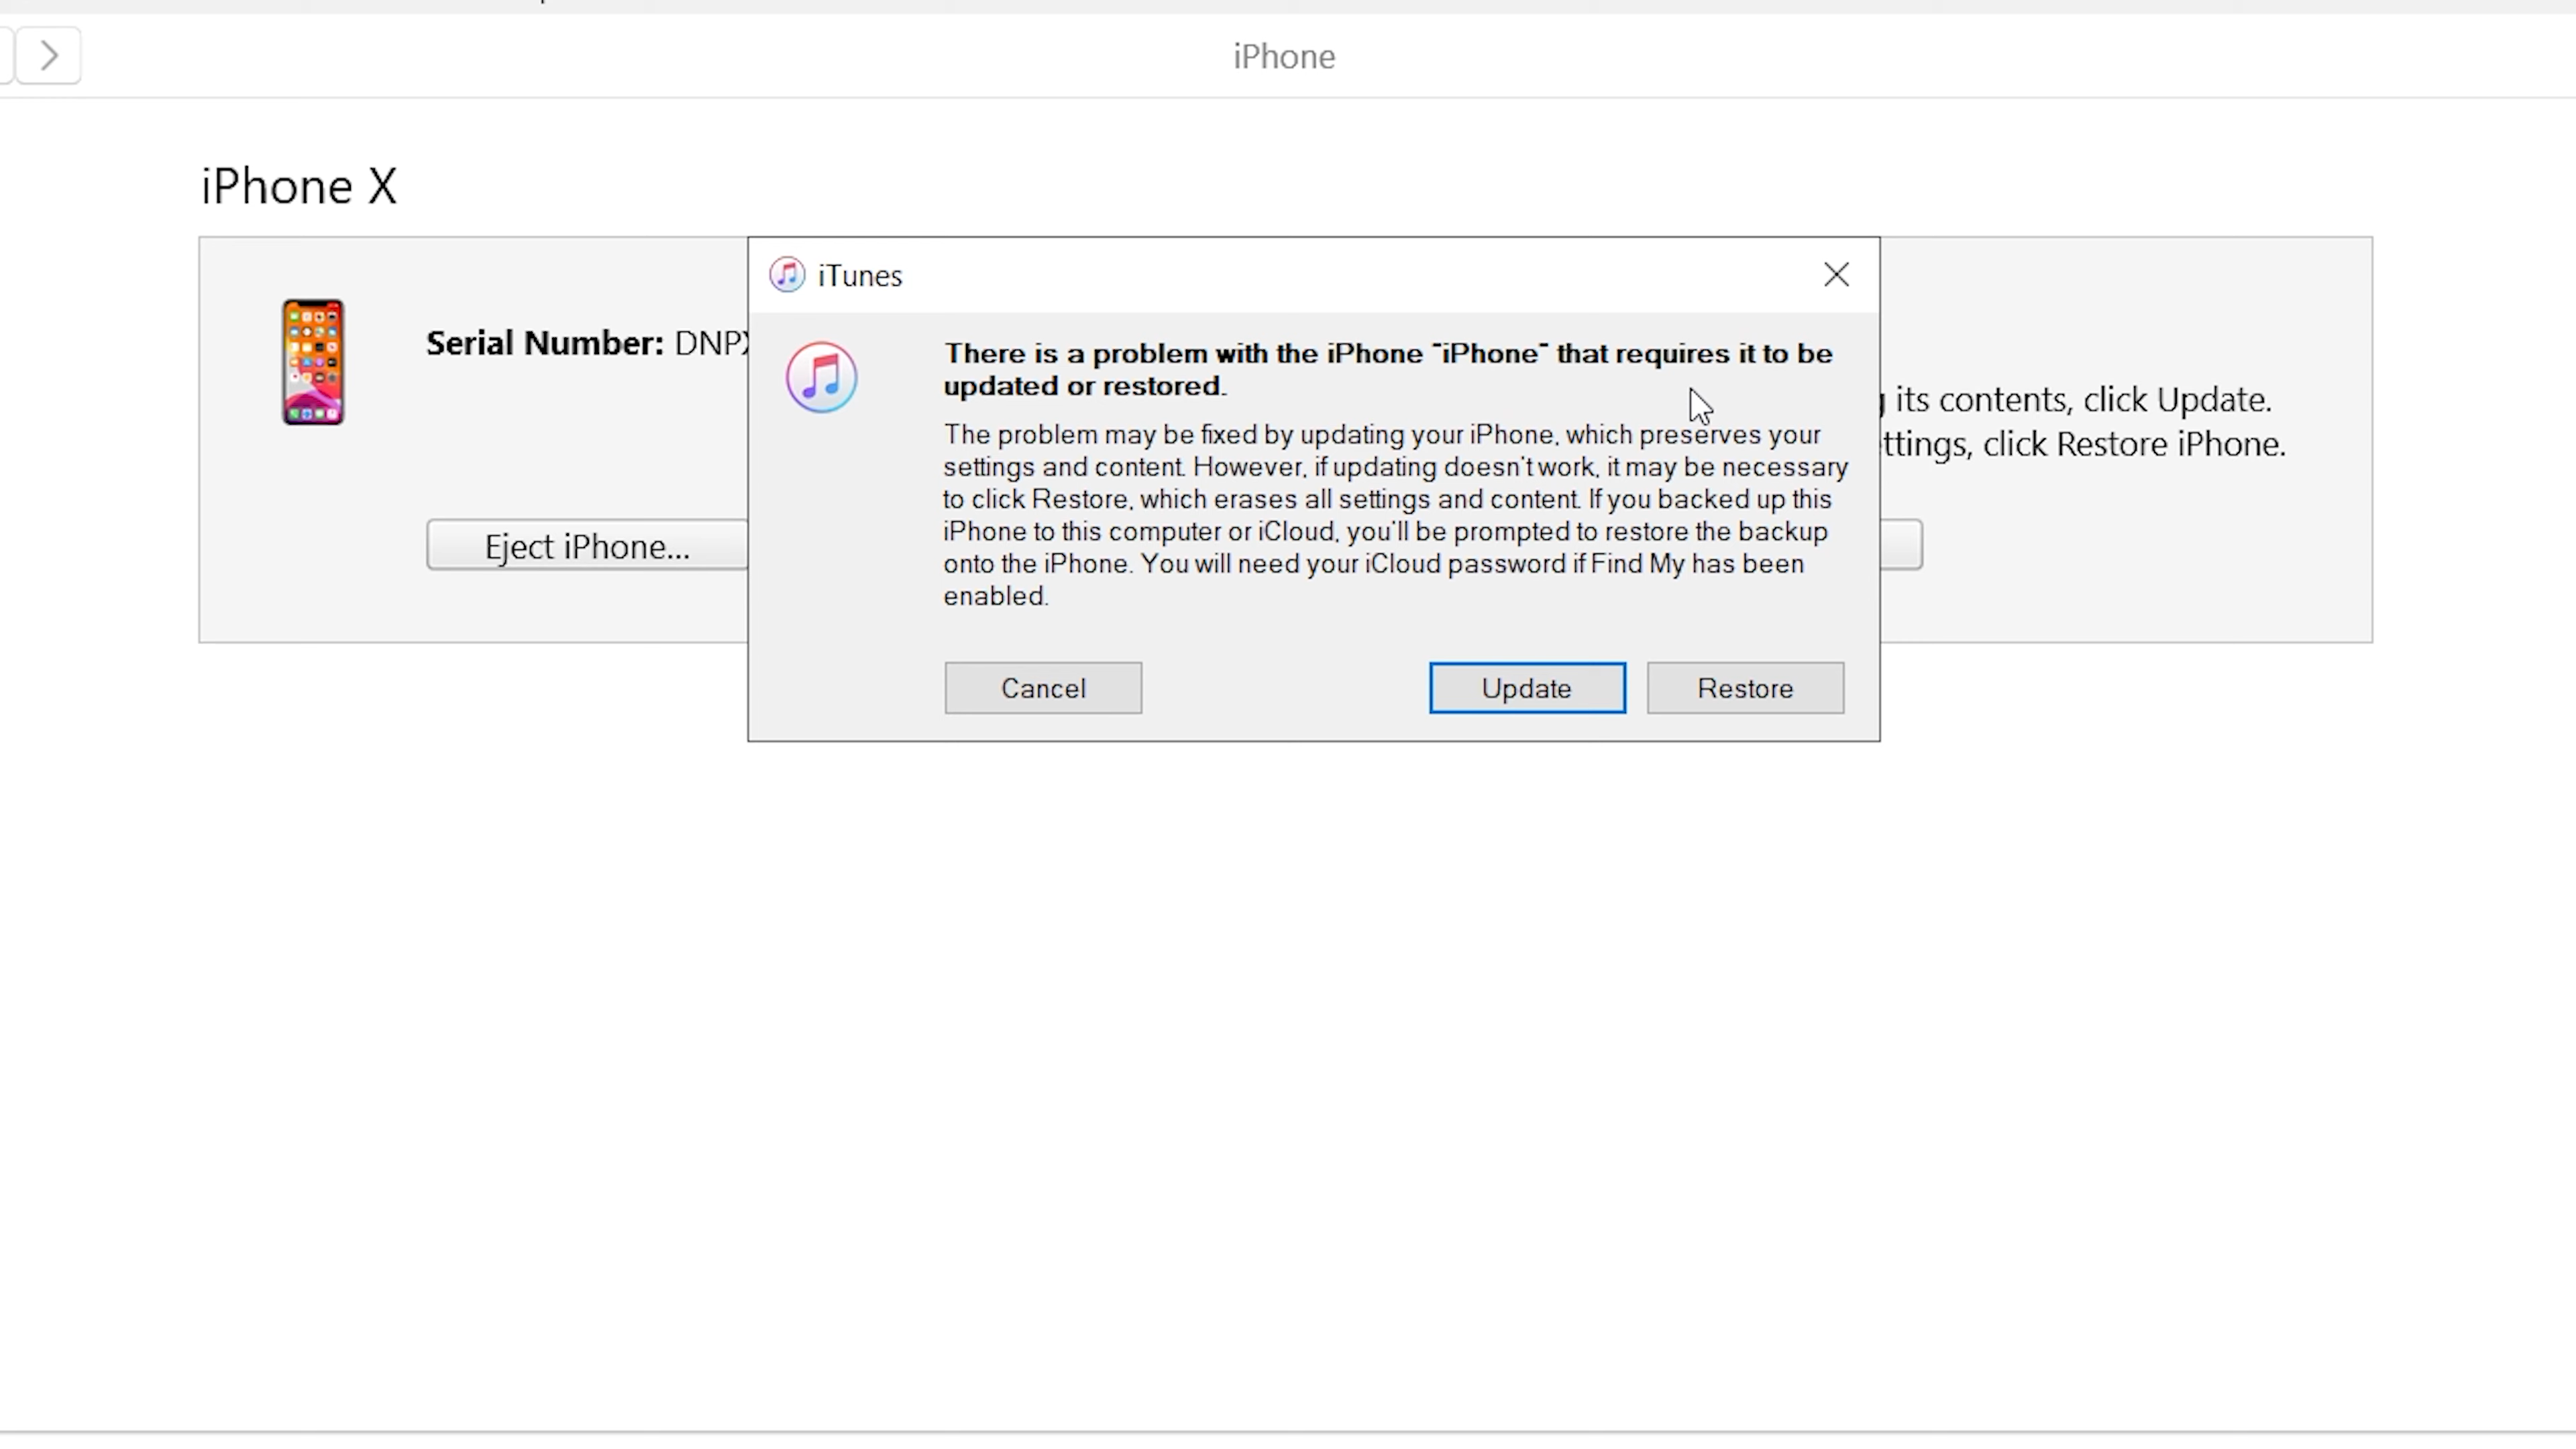 iPhone
iPhone X
Serial Number: DNPX
Eject iPhone...
iTunes
There is a problem with the iPhone "iPhone" that requires it to be
updated or restored.
The problem may be fixed by updating your iPhone, which preserves your
settings and content. However, if updating doesn't work, it may be necessary
to click Restore, which erases all settings and content. If you backed up this
iPhone to this computer or iCloud, you'll be prompted to restore the backup
onto the iPhone. You will need your iCloud password if Find My has been
enabled.
Cancel
Update
Restore
its contents, click Update.
ttings, click Restore iPhone.